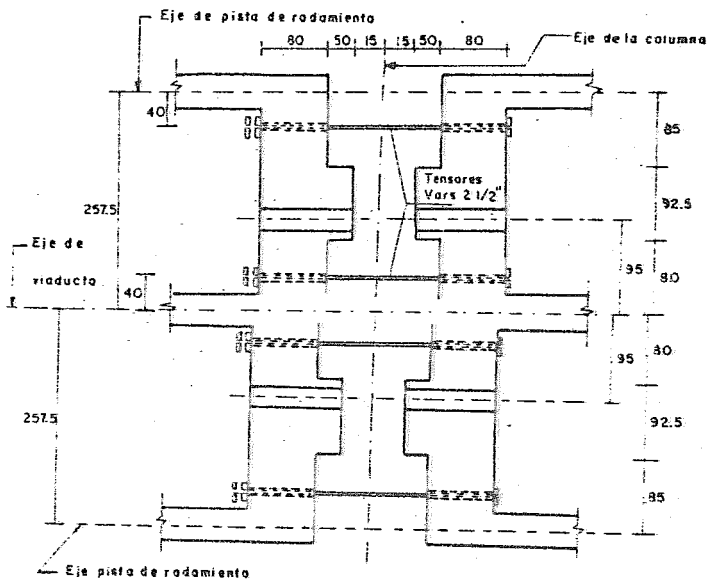 Eje de pista de rodamiento
80 50 15 15 50 80
Eje de la columna
40
85
Tensores
Vars 2 1/2"
92.5
257.5
Eje de
viaducto
95
80
40
80
95
257.5
92.5
85
Eje pista de rodamiento